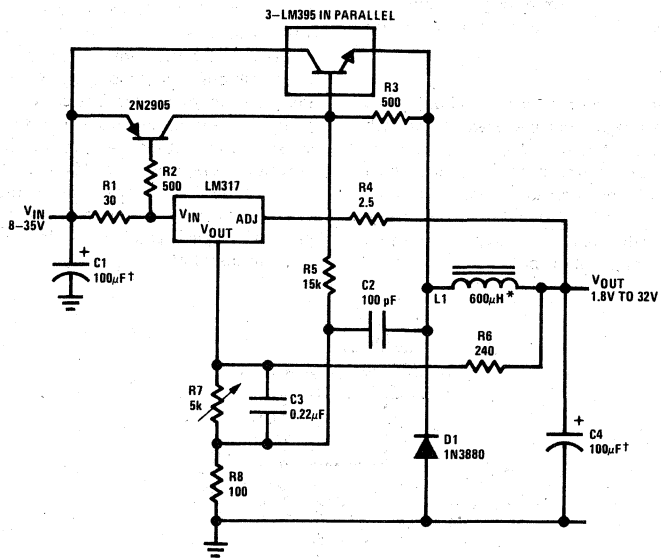 3–LM395 IN PARALLEL
2N2905
R3
500
R2
500
LM317
R1
30
R4
2.5
VIN
8–35V
VIN
ADJ
VOUT
+
C1
100µF†
R5
15k
C2
100 pF
L1
600µH*
VOUT
1.8V TO 32V
R6
240
R7
5k
C3
0.22µF
D1
1N3880
+
C4
100µF†
R8
100